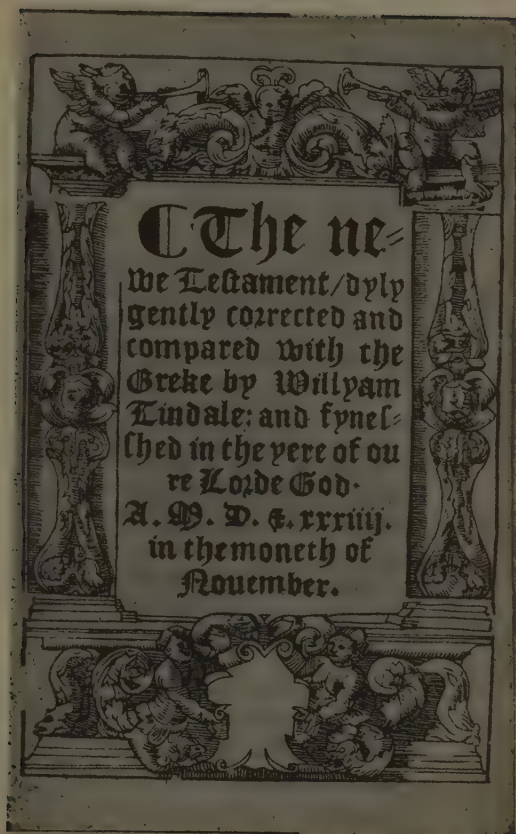 ¶ The ne⸗
we Testament/dyly
gently corrected and
compared with the
Greke by Willyam
Tindale: and fynes⸗
shed in the yere of ou
re Lorde God.
A. M. D. & xxxiiij.
in the moneth of
Nouember.